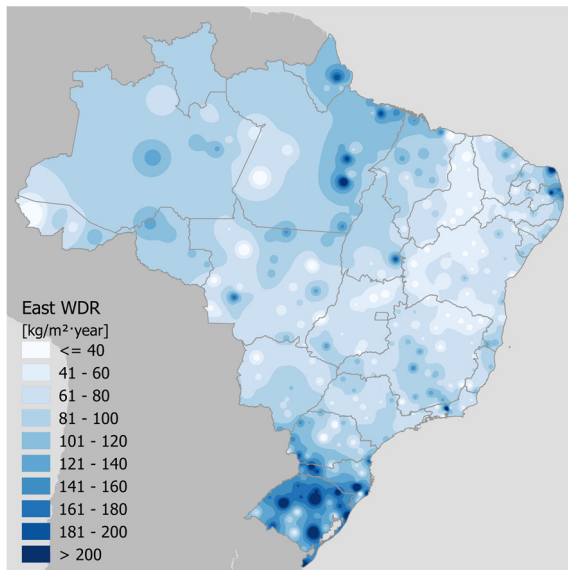 East WDR
[kg/m²·year]
<= 40
41 - 60
61 - 80
81 - 100
101 - 120
121 - 140
141 - 160
161 - 180
181 - 200
> 200